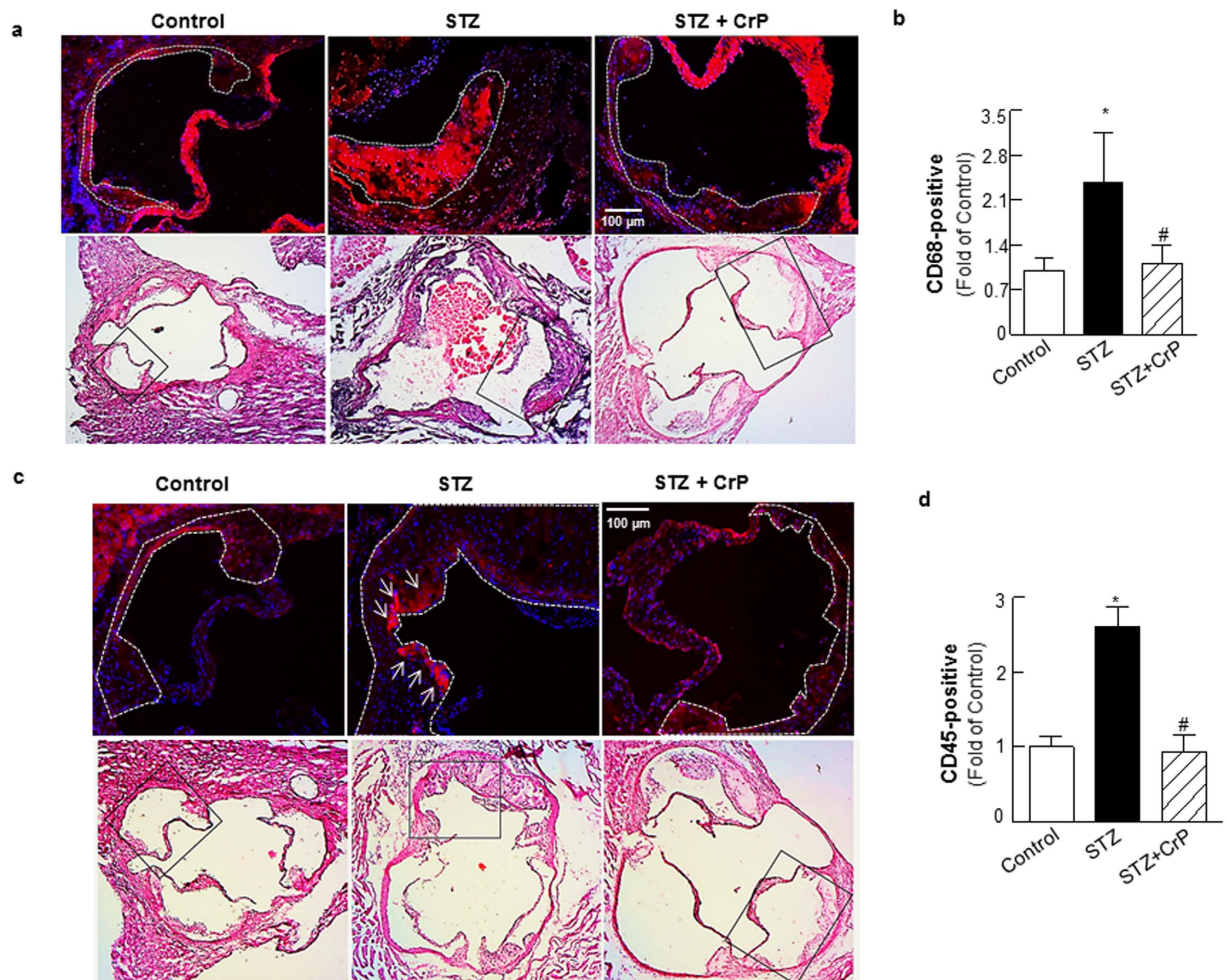 a
Control
STZ
STZ + CrP
100 µm
b
CD68-positive
(Fold of Control)
3.5
2.8
2.1
1.4
0.7
0
*
#
Control
STZ
STZ+CrP
c
Control
STZ
STZ + CrP
100 µm
d
CD45-positive
(Fold of Control)
3
2
1
0
*
#
Control
STZ
STZ+CrP